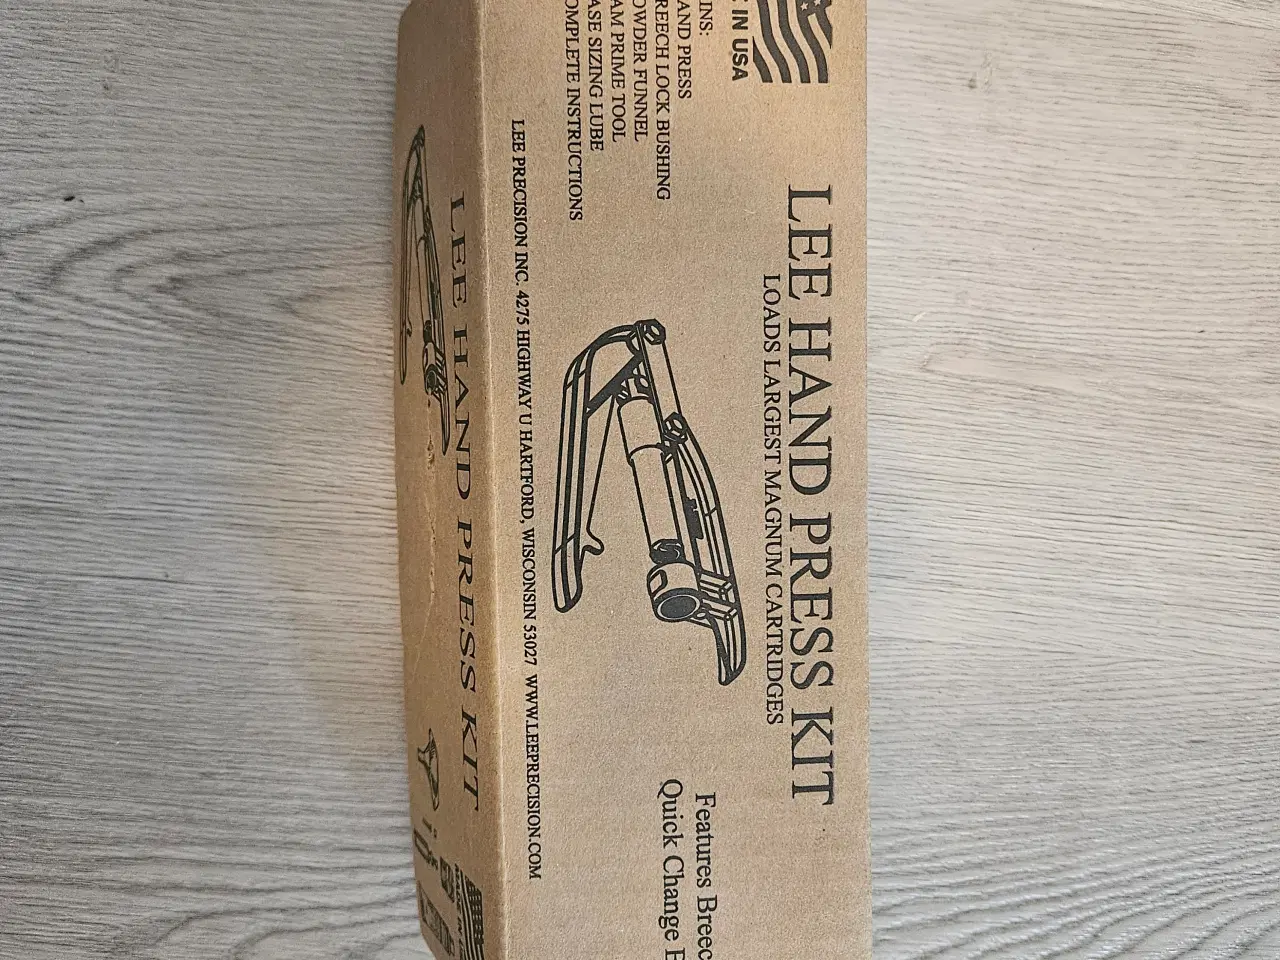 LEE HAND PRESS KIT
LOADS LARGEST MAGNUM CARTRIDGES
IN USA
INS:
AND PRESS
REECH LOCK BUSHING
OWDER FUNNEL
AM PRIME TOOL
ASE SIZING LUBE
OMPLETE INSTRUCTIONS
Features Breec
Quick Change
LEE PRECISION INC. 4275 HIGHWAY U HARTFORD, WISCONSIN 53027 WWW.LEEPRECISION.COM
LEE HAND PRESS KIT